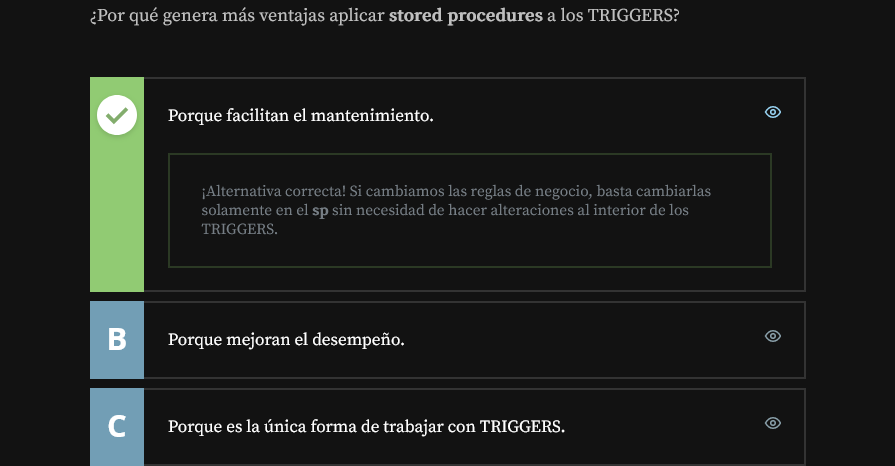 ¿Por qué genera más ventajas aplicar stored procedures a los TRIGGERS?
Porque facilitan el mantenimiento.
¡Alternativa correcta! Si cambiamos las reglas de negocio, basta cambiarlas
solamente en el sp sin necesidad de hacer alteraciones al interior de los
TRIGGERS.
B
Porque mejoran el desempeño.
C
Porque es la única forma de trabajar con TRIGGERS.